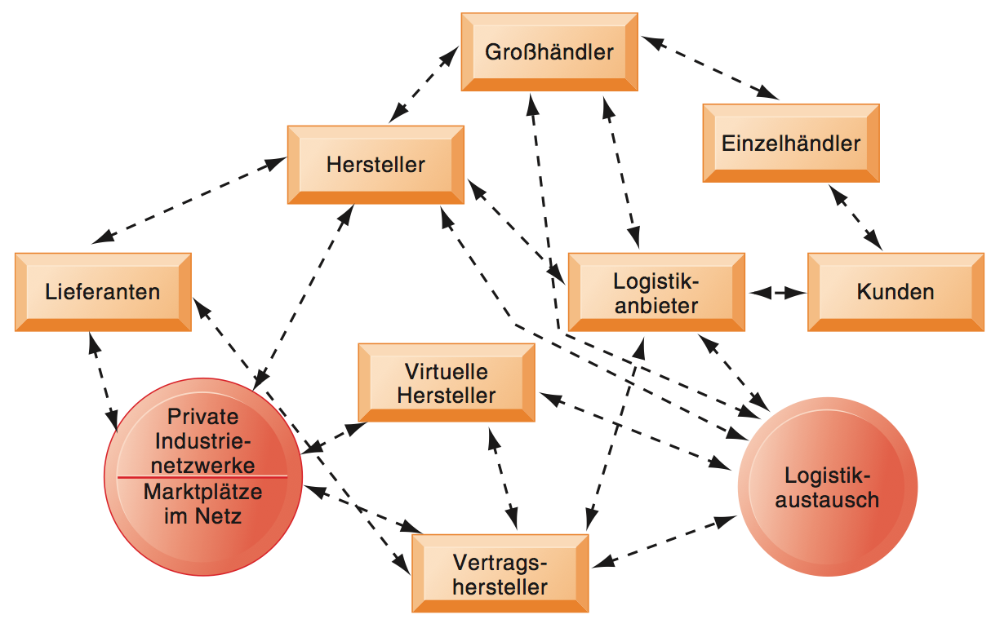 Großhändler
Einzelhändler
Hersteller
Lieferanten
Logistik-
anbieter
Kunden
Virtuelle
Hersteller
Private
Industrie-
netzwerke
Marktplätze
im Netz
Logistik-
austausch
Vertrags-
hersteller